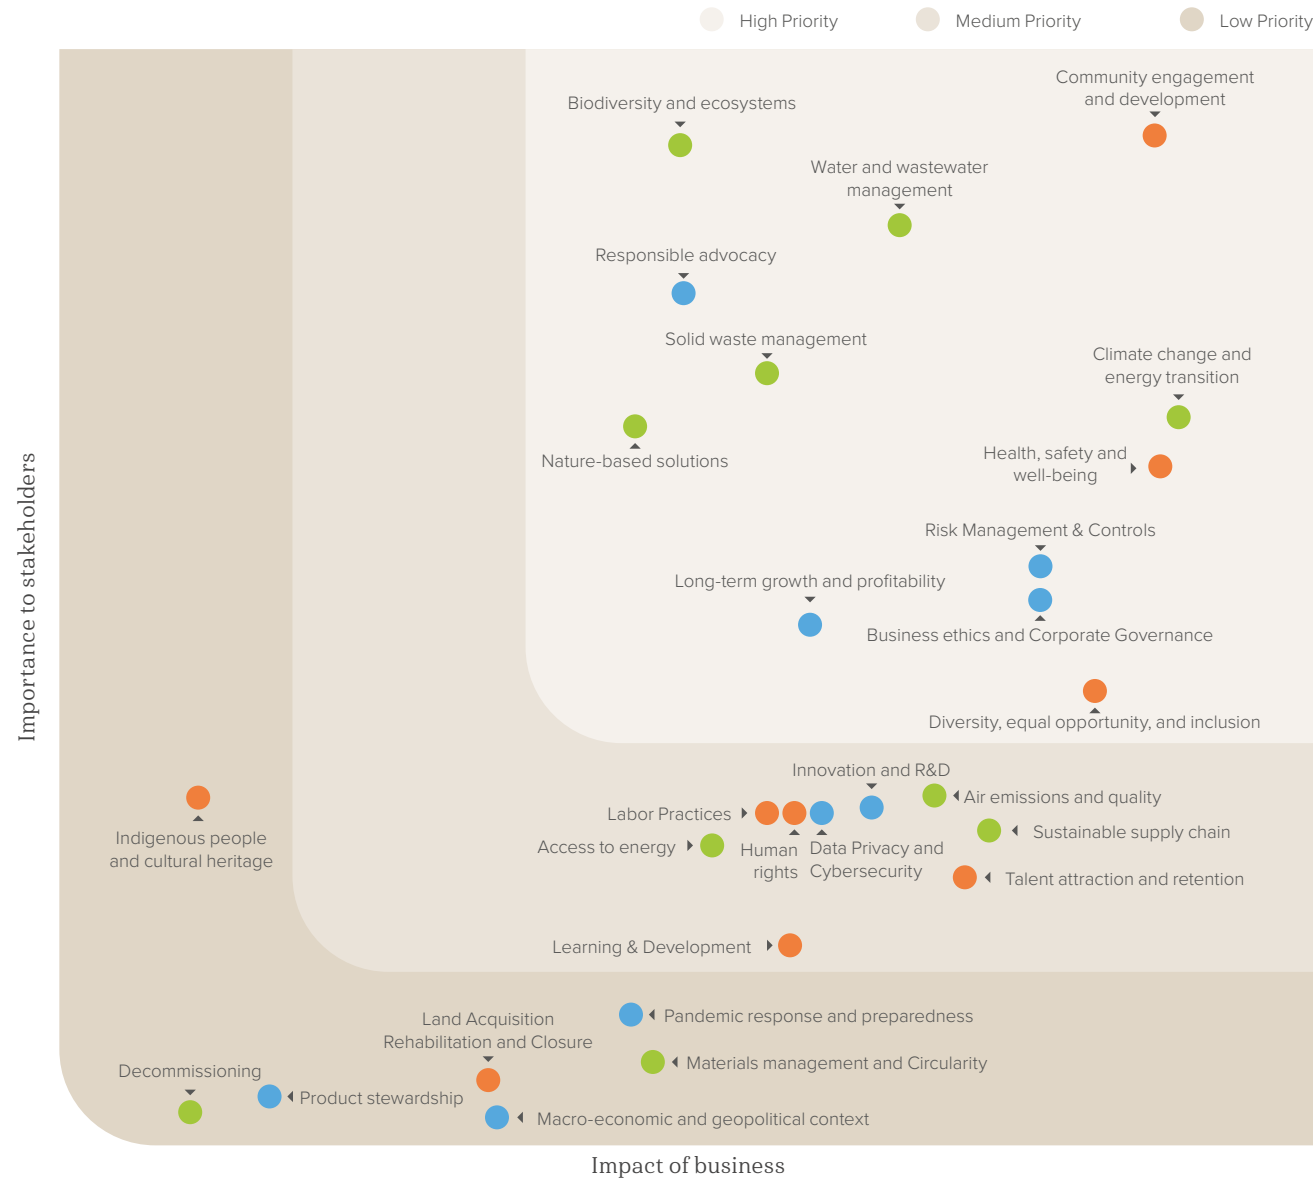 High Priority
Medium Priority
Low Priority
Community engagement
and development
Biodiversity and ecosystems
Water and wastewater
management
Responsible advocacy
Solid waste management
Climate change and
energy transition
Nature-based solutions
Health, safety and
well-being
Risk Management & Controls
Long-term growth and profitability
Business ethics and Corporate Governance
Diversity, equal opportunity, and inclusion
Importance to stakeholders
Innovation and R&D
Air emissions and quality
Labor Practices
Sustainable supply chain
Indigenous people
and cultural heritage
Access to energy
Human
rights
Data Privacy and
Cybersecurity
Talent attraction and retention
Learning & Development
Pandemic response and preparedness
Land Acquisition
Rehabilitation and Closure
Materials management and Circularity
Decommissioning
Product stewardship
Macro-economic and geopolitical context
Impact of business